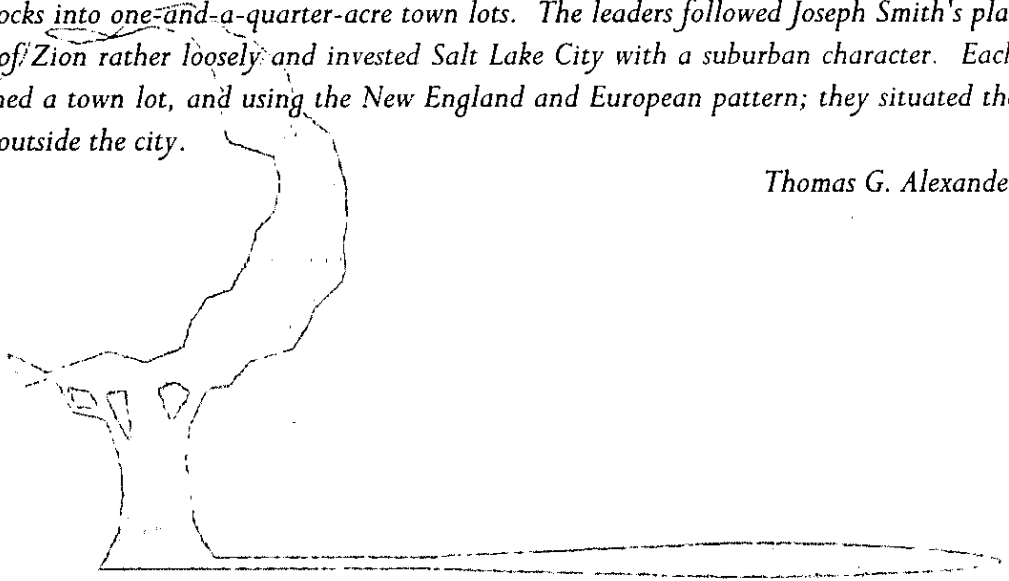 ocks into one-and-a-quarter-acre town lots. The leaders followed Joseph Smith's pla
of Zion rather loosely and invested Salt Lake City with a suburban character. Eac
ned a town lot, and using the New England and European pattern; they situated th
outside the city.
Thomas G. Alexande